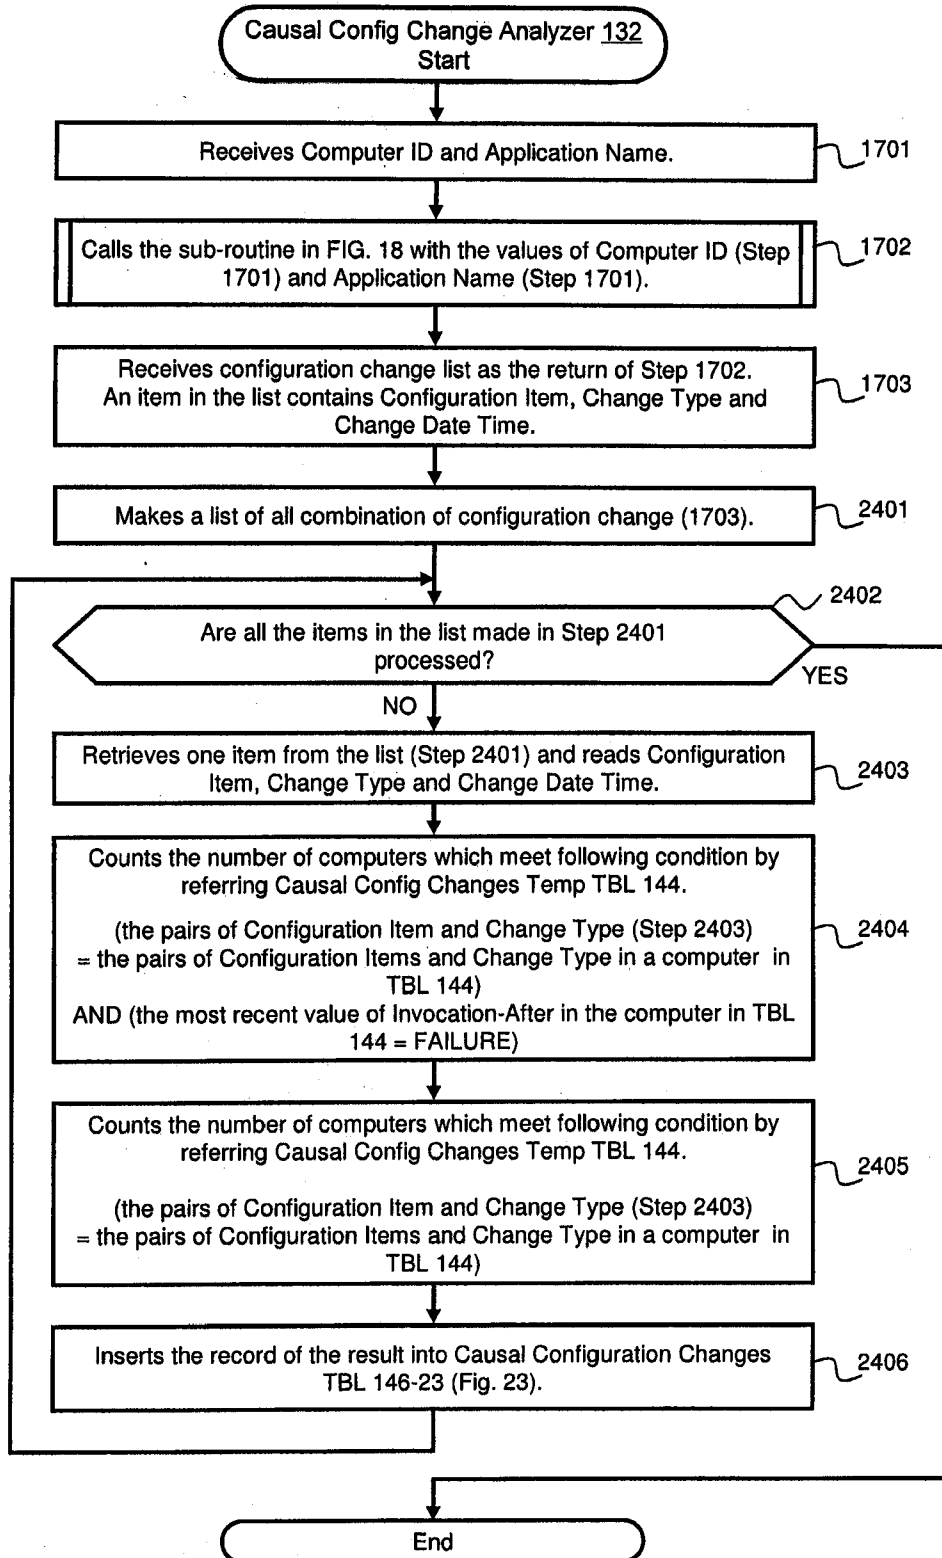 Causal Config Change Analyzer 132
Start
Receives Computer ID and Application Name.
1701
Calls the sub-routine in FIG. 18 with the values of Computer ID (Step
1701) and Application Name (Step 1701).
1702
Receives configuration change list as the return of Step 1702.
An item in the list contains Configuration Item, Change Type and
Change Date Time.
1703
Makes a list of all combination of configuration change (1703).
2401
2402
Are all the items in the list made in Step 2401
processed?
YES
NO
Retrieves one item from the list (Step 2401) and reads Configuration
Item, Change Type and Change Date Time.
2403
Counts the number of computers which meet following condition by
referring Causal Config Changes Temp TBL 144.
(the pairs of Configuration Item and Change Type (Step 2403)
= the pairs of Configuration Items and Change Type in a computer in
TBL 144)
AND (the most recent value of Invocation-After in the computer in TBL
144 = FAILURE)
2404
Counts the number of computers which meet following condition by
referring Causal Config Changes Temp TBL 144.
(the pairs of Configuration Item and Change Type (Step 2403)
= the pairs of Configuration Items and Change Type in a computer in
TBL 144)
2405
Inserts the record of the result into Causal Configuration Changes
TBL 146-23 (Fig. 23).
2406
End